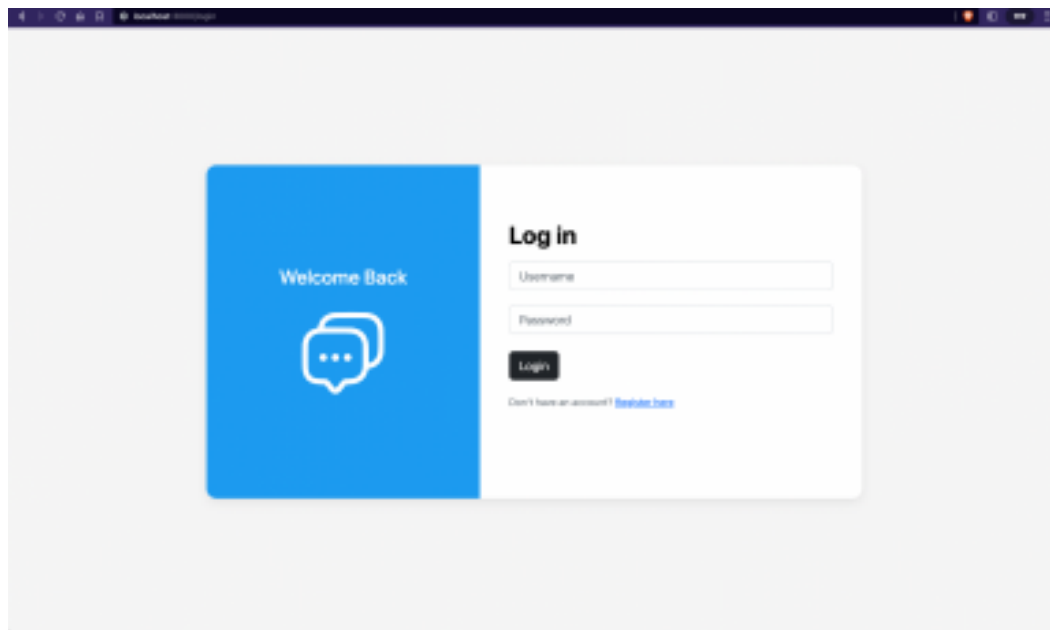 Log in
Welcome Back
Username
Password
Login
Don't have an account? Register here